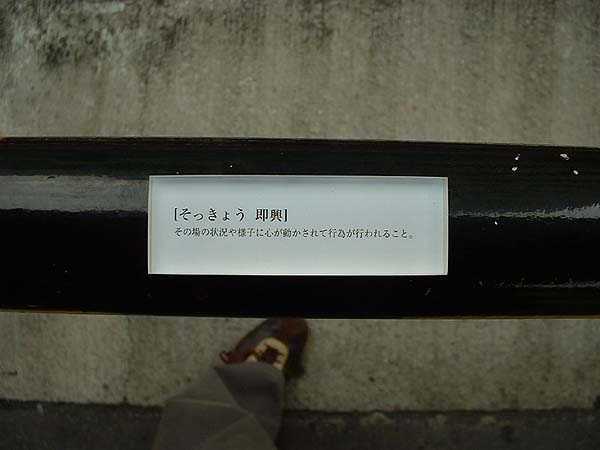 [そっきょう 即興]
その場の状況や様子に心が動かされて行為が行われること。